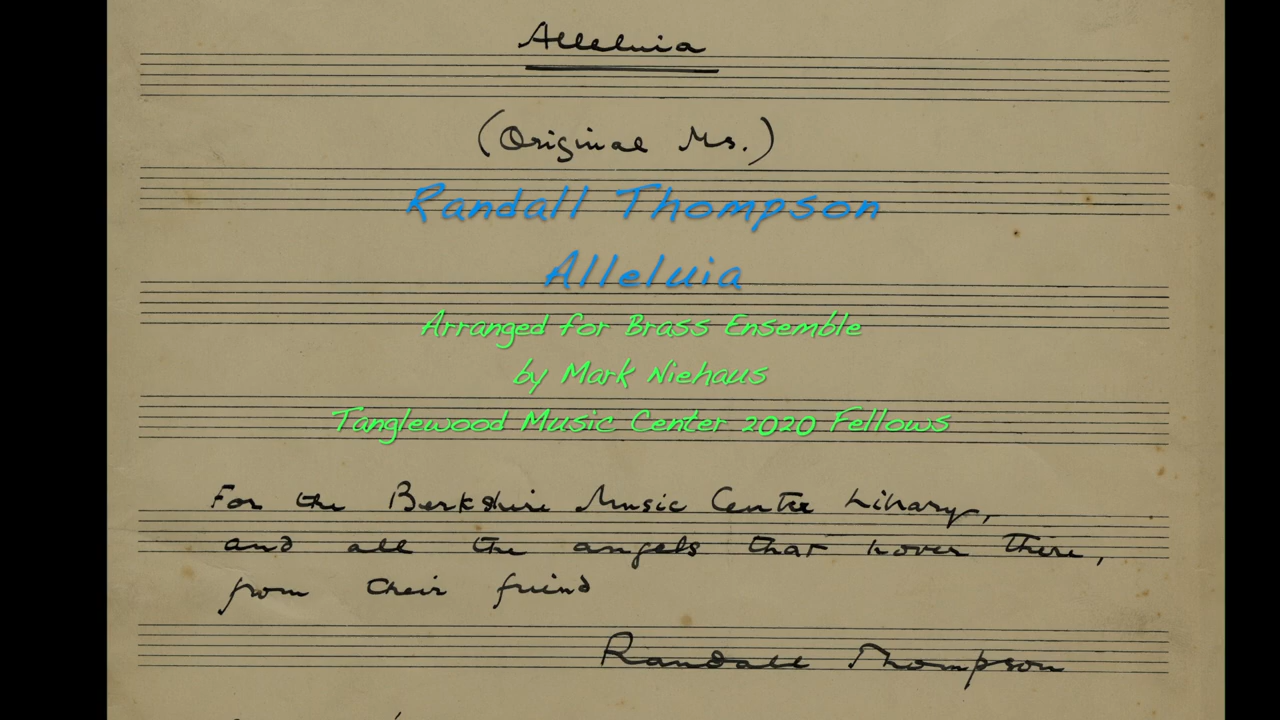 Alleluia
(Original Ms.)
Randall Thompson
Alleluia
Arranged for Brass Ensemble
by Mark Niehaus
Tanglewood Music Center 2020 Fellows
For the Berkshire Music Center Library,
and all the angels that hover there,
from their friend
Randall Thompson